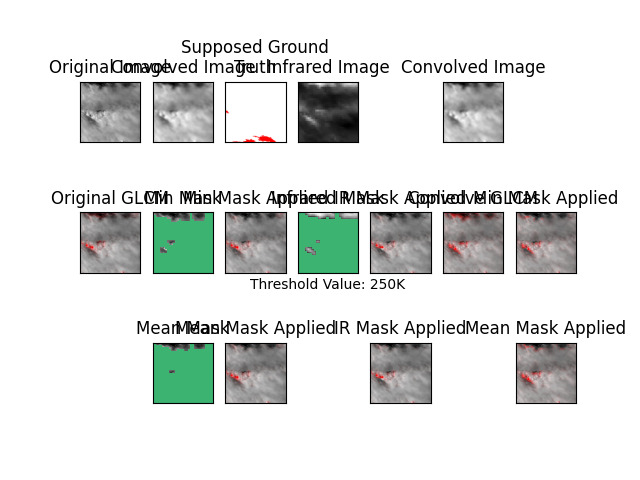 Supposed Ground
Original Image Convolved Image Truth Infrared Image Convolved Image
Original GLCM Min Mask Min Mask Applied Infrared Mask IR Mask Applied Convolved GLCM Min Mask Applied
Threshold Value: 250K
Mean Mask Mean Mask Applied IR Mask Applied Mean Mask Applied